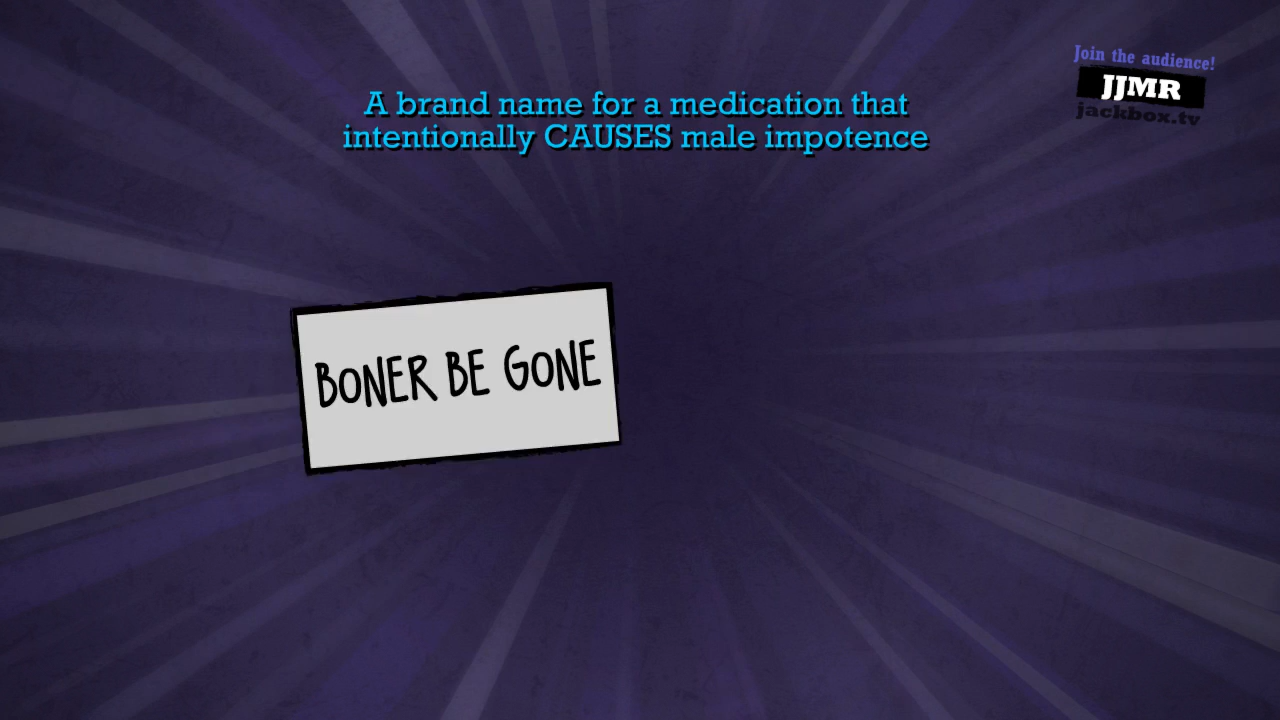 Join the audience!
JJMR
jackbox.tv
A brand name for a medication that
intentionally CAUSES male impotence
BONER BE GONE